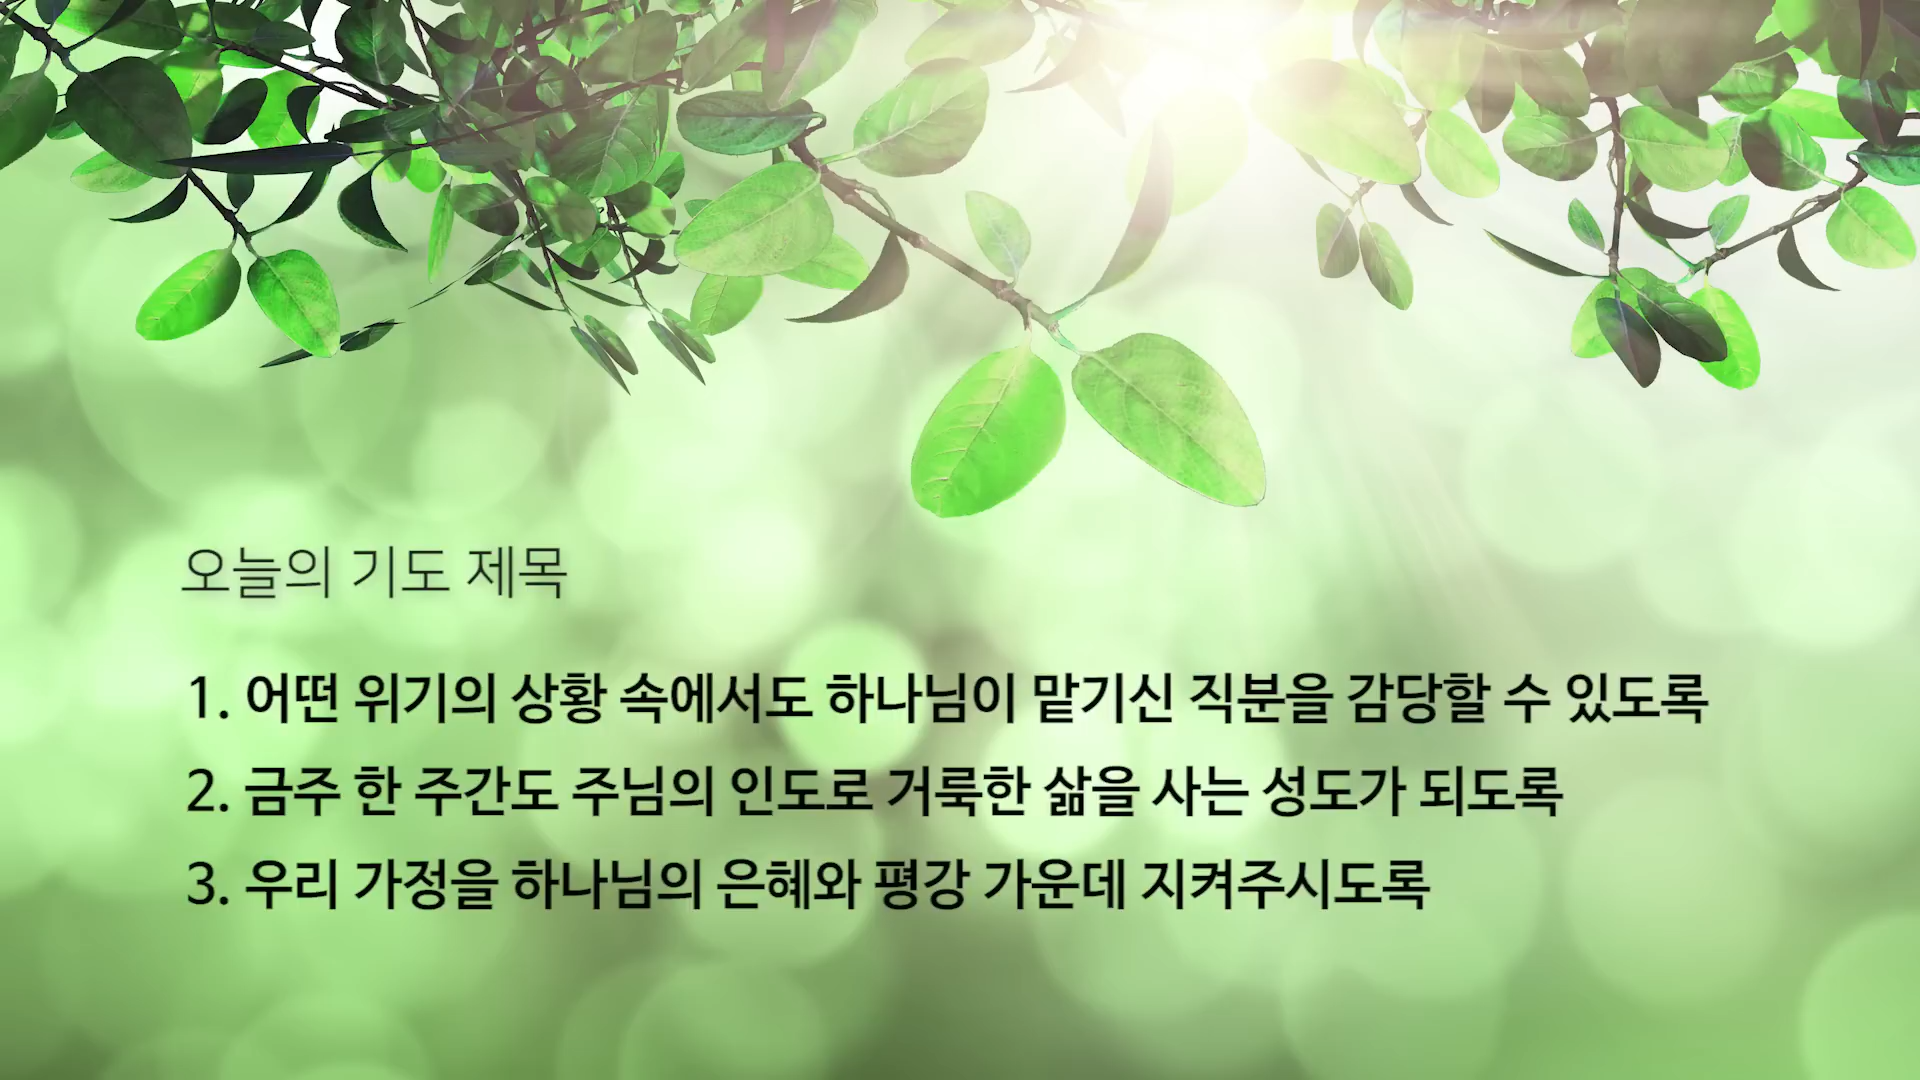 오늘의 기도 제목
1. 어떤 위기의 상황 속에서도 하나님이 맡기신 직분을 감당할 수 있도록
2. 금주 한 주간도 주님의 인도로 거룩한 삶을 사는 성도가 되도록
3. 우리 가정을 하나님의 은혜와 평강 가운데 지켜주시도록